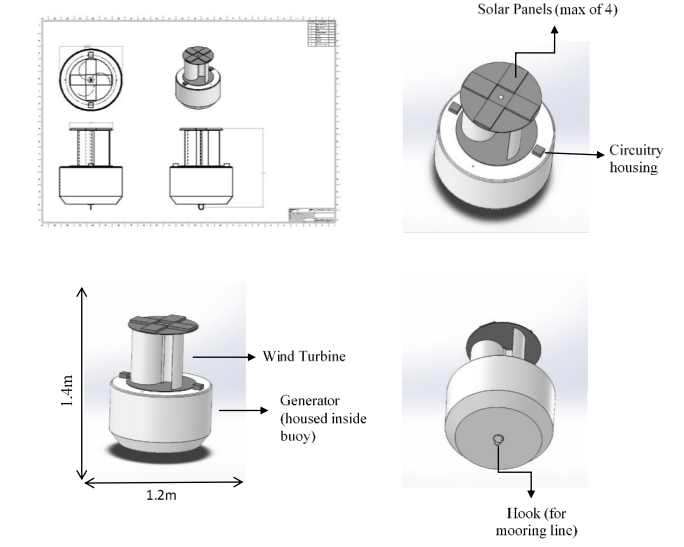 Solar Panels (max of 4)
Circuitry
housing
1.4m
Wind Turbine
Generator
(housed inside
buoy)
1.2m
Hook (for
mooring line)